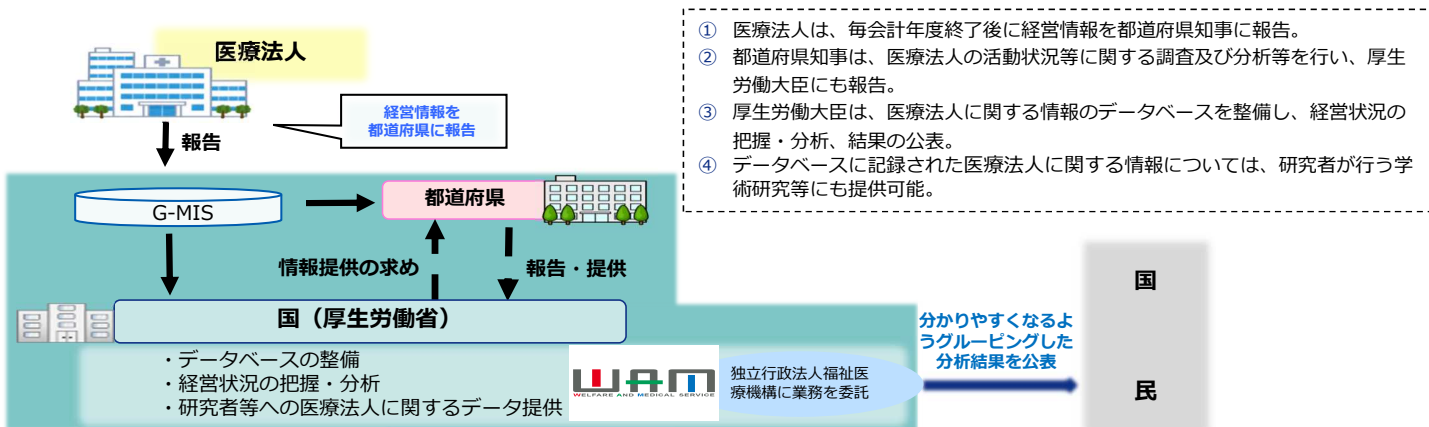 医療法人
経営情報を
都道府県に報告
報告
G-MIS
都道府県
情報提供の求め
報告・提供
国（厚生労働省）
・データベースの整備
・経営状況の把握・分析
・研究者等への医療法人に関するデータ提供
WAM
WELFARE AND MEDICAL SERVICE
独立行政法人福祉医
療機構に業務を委託
① 医療法人は、毎会計年度終了後に経営情報を都道府県知事に報告。
② 都道府県知事は、医療法人の活動状況等に関する調査及び分析等を行い、厚生
労働大臣にも報告。
③ 厚生労働大臣は、医療法人に関する情報のデータベースを整備し、経営状況の
把握・分析、結果の公表。
④ データベースに記録された医療法人に関する情報については、研究者が行う学
術研究等にも提供可能。
分かりやすくなるよ
うグルーピングした
分析結果を公表
国
民